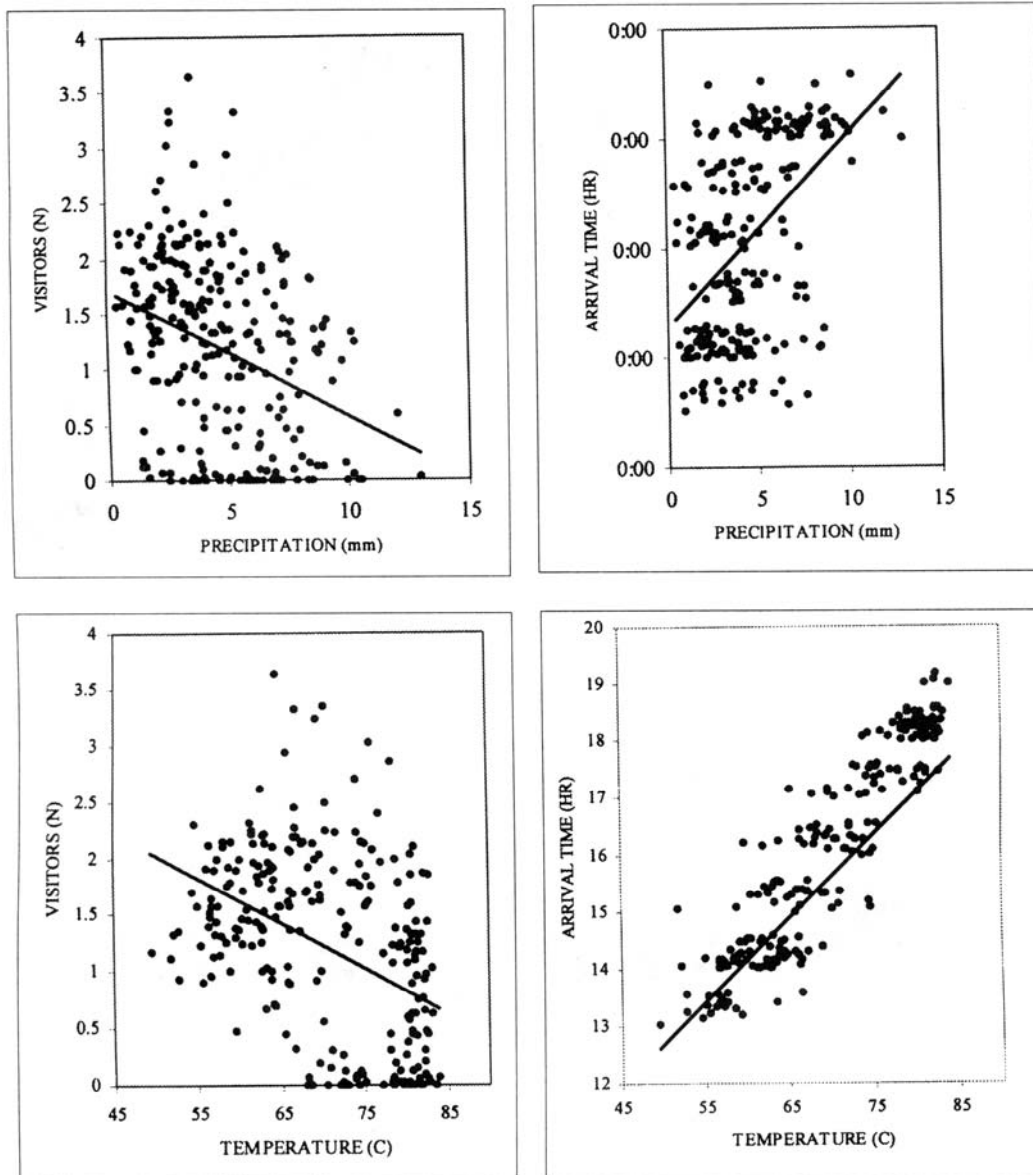 4
3.5
3
2.5
2
1.5
1
0.5
0
VISITORS (N)
0 5 10 15
PRECIPITATION (mm)
0:00
0:00
0:00
0:00
0:00
ARRIVAL TIME (HR)
0 5 10 15
PRECIPITATION (mm)
4
3.5
3
2.5
2
1.5
1
0.5
0
VISITORS (N)
45 55 65 75 85
TEMPERATURE (C)
20
19
18
17
16
15
14
13
12
ARRIVAL TIME (HR)
45 55 65 75 85
TEMPERATURE (C)